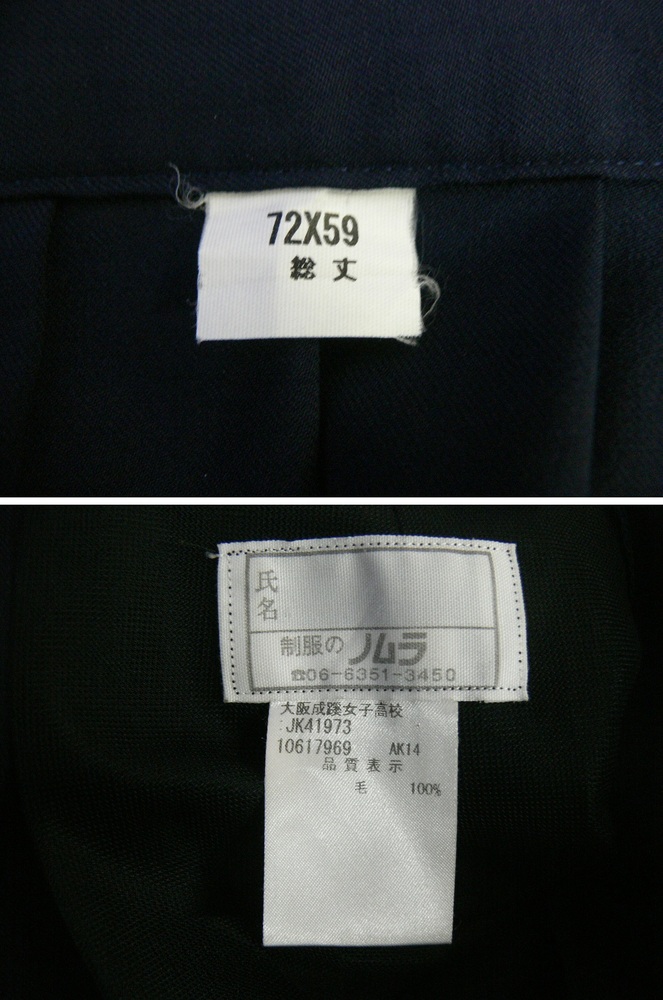 72X59
総丈
氏名
制服のノムラ
☎06-6351-3450
大阪成蹊女子高校
JK41973
10617969 AK14
品質表示
毛 100%